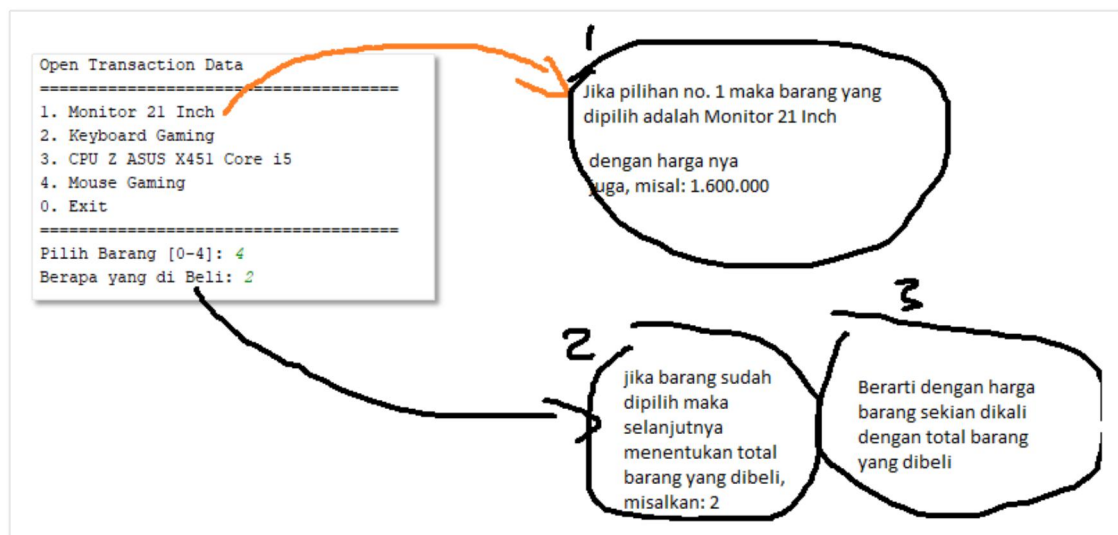 Open Transaction Data
======================================
1. Monitor 21 Inch
2. Keyboard Gaming
3. CPU Z ASUS X451 Core i5
4. Mouse Gaming
0. Exit
======================================
Pilih Barang [0-4]: 4
Berapa yang di Beli: 2
1
Jika pilihan no. 1 maka barang yang
dipilih adalah Monitor 21 Inch
dengan harga nya
juga, misal: 1.600.000
2
jika barang sudah
dipilih maka
selanjutnya
menentukan total
barang yang dibeli,
misalkan: 2
3
Berarti dengan harga
barang sekian dikali
dengan total barang
yang dibeli